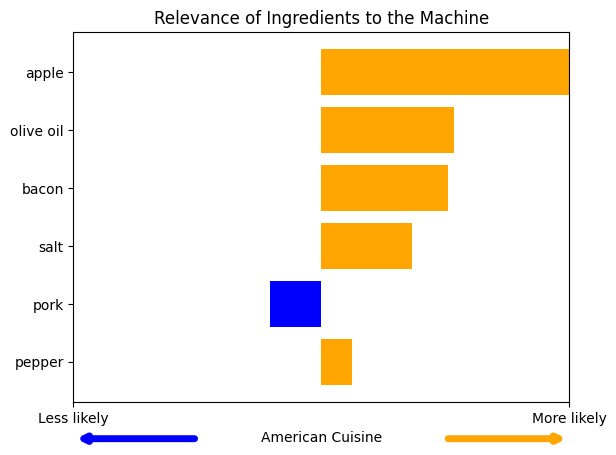 Relevance of Ingredients to the Machine
apple
olive oil
bacon
salt
pork
pepper
Less likely
More likely
American Cuisine